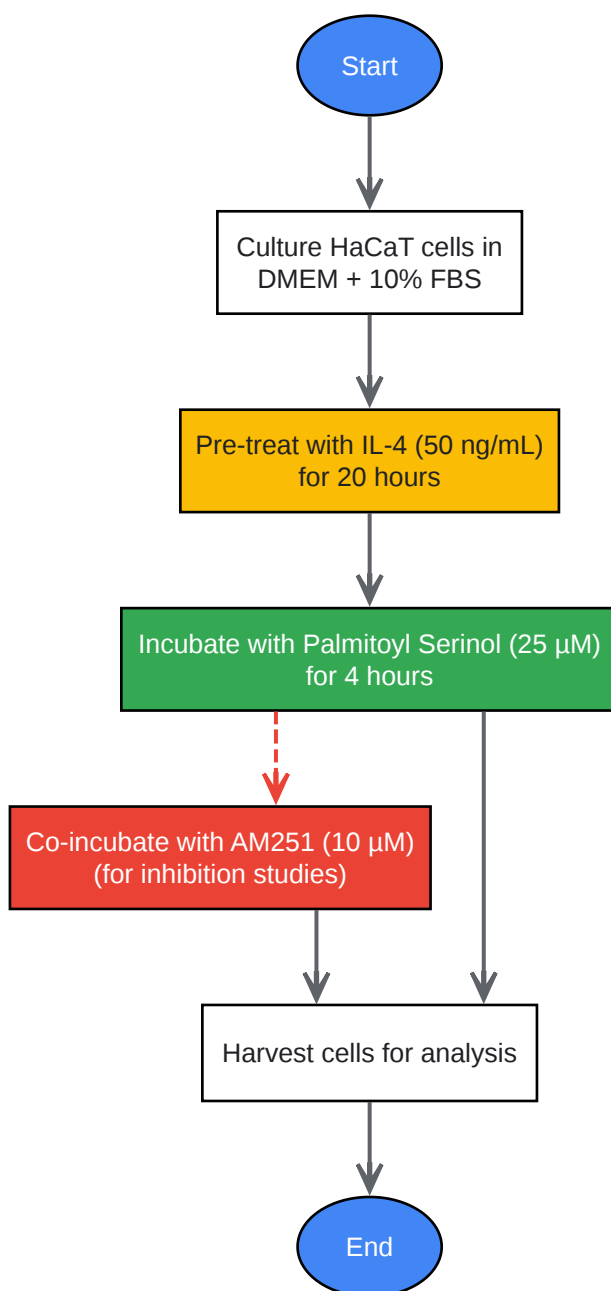 Start
Culture HaCaT cells in
DMEM + 10% FBS
Pre-treat with IL-4 (50 ng/mL)
for 20 hours
Incubate with Palmitoyl Serinol (25 µM)
for 4 hours
Co-incubate with AM251 (10 µM)
(for inhibition studies)
Harvest cells for analysis
End